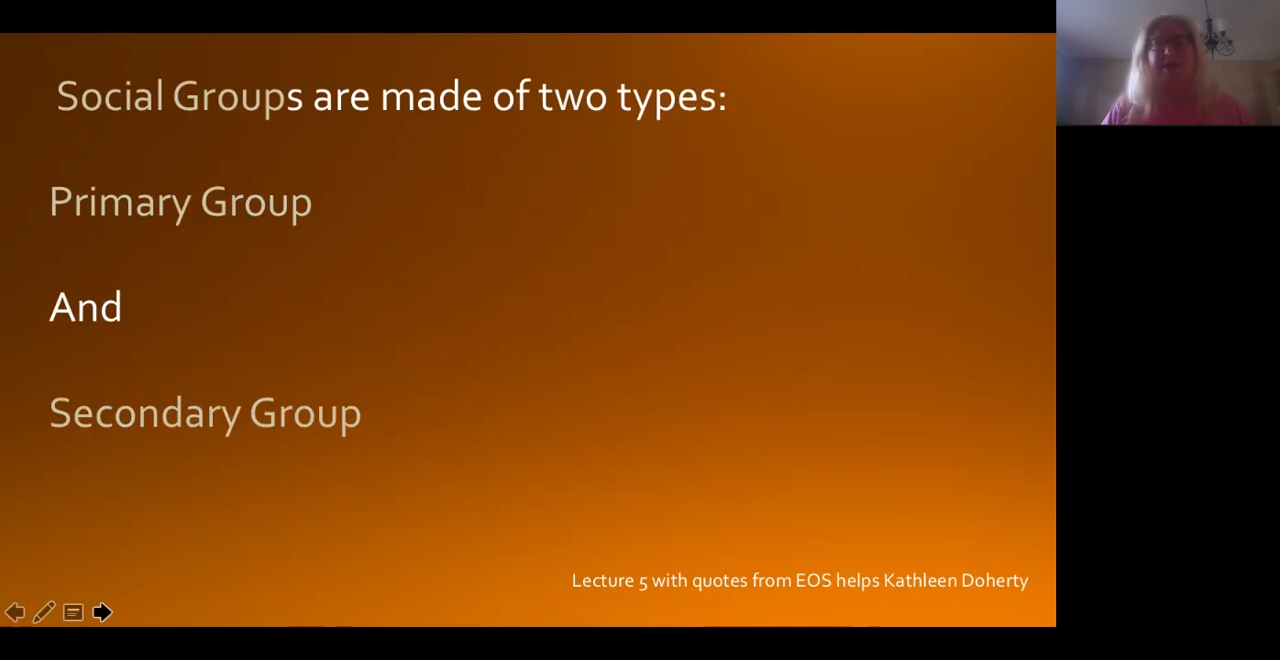 Social Groups are made of two types:
Primary Group
And
Secondary Group
Lecture 5 with quotes from EOS helps Kathleen Doherty